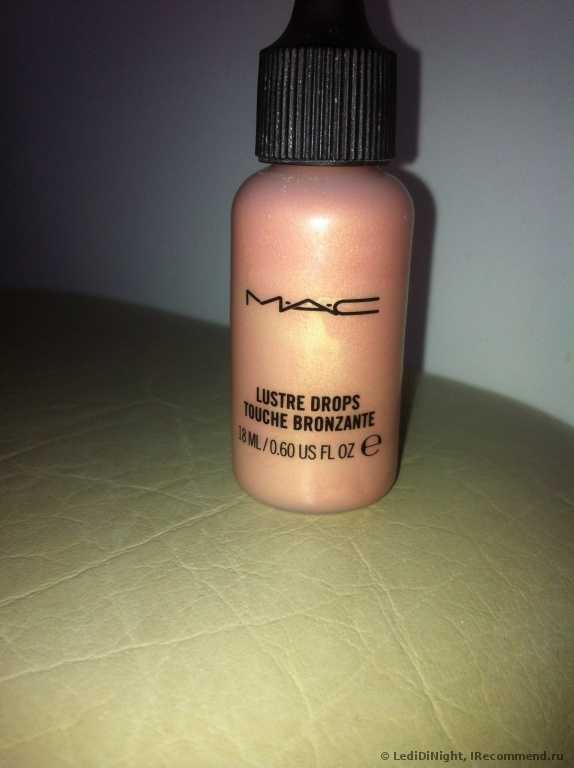 M·A·C
LUSTRE DROPS
TOUCHE BRONZANTE
18 ML / 0.60 US FL OZ e
© LediDiNight, IRecommend.ru